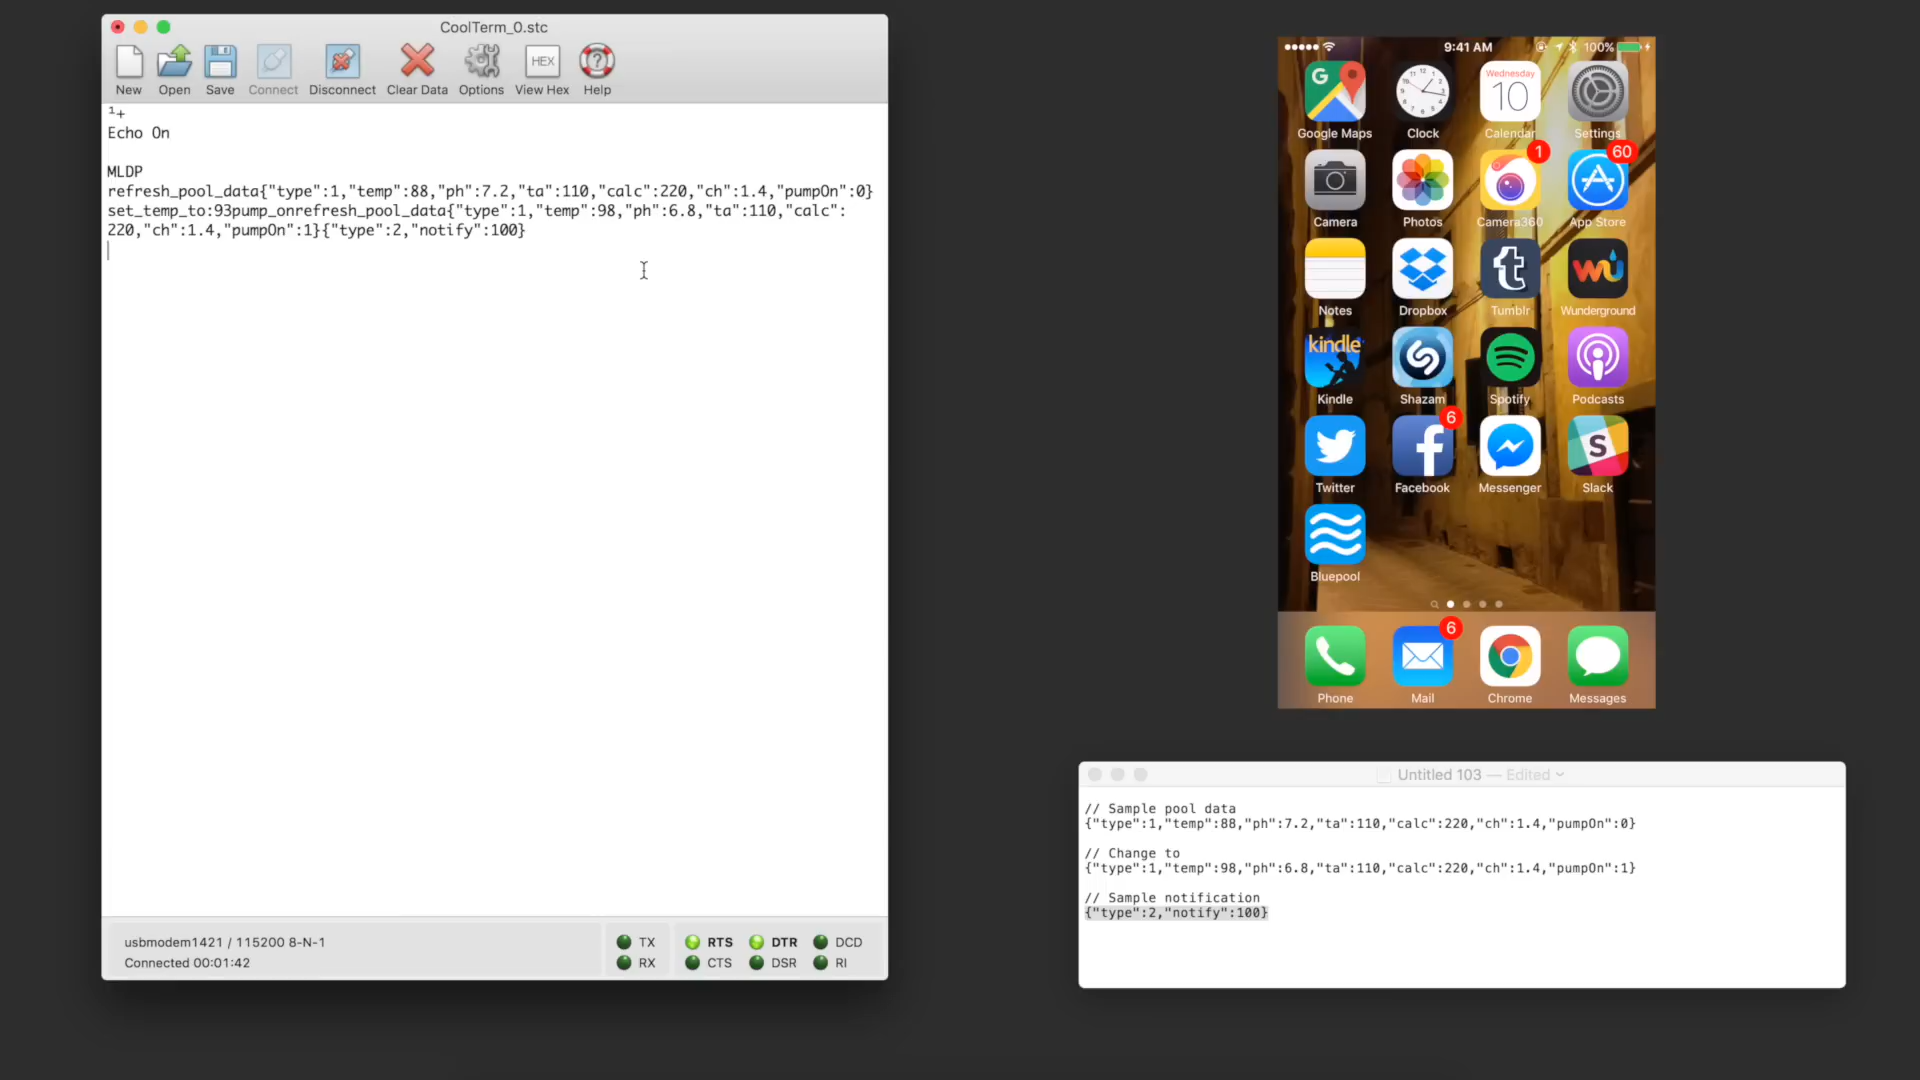 CoolTerm_0.stc
New Open Save Connect Disconnect Clear Data Options View Hex Help
HEX
¹+
Echo On
MLDP
refresh_pool_data{"type":1,"temp":88,"ph":7.2,"ta":110,"calc":220,"ch":1.4,"pumpOn":0}
set_temp_to:93pump_onrefresh_pool_data{"type":1,"temp":98,"ph":6.8,"ta":110,"calc":
220,"ch":1.4,"pumpOn":1}{"type":2,"notify":100}
usbmodem1421 / 115200 8-N-1
Connected 00:01:42
TX RTS DTR DCD
RX CTS DSR RI
9:41 AM 100%
G Wednesday
10
Google Maps Clock Calendar Settings
1 60
Camera Photos Camera360 App Store
Notes Dropbox Tumblr Wunderground
kindle
Kindle Shazam Spotify Podcasts
6
Twitter Facebook Messenger Slack
Bluepool
6
Phone Mail Chrome Messages
Untitled 103 — Edited
// Sample pool data
{"type":1,"temp":88,"ph":7.2,"ta":110,"calc":220,"ch":1.4,"pumpOn":0}
// Change to
{"type":1,"temp":98,"ph":6.8,"ta":110,"calc":220,"ch":1.4,"pumpOn":1}
// Sample notification
{"type":2,"notify":100}